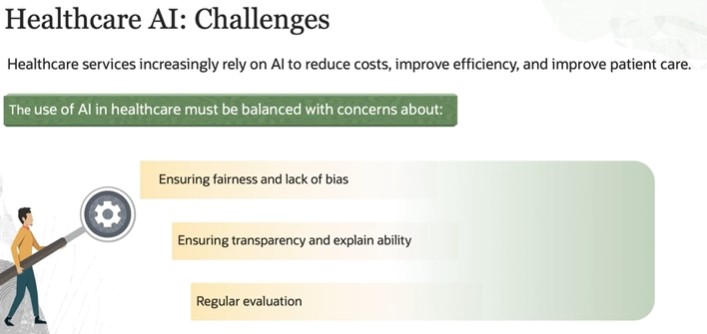 Healthcare AI: Challenges
Healthcare services increasingly rely on AI to reduce costs, improve efficiency, and improve patient care.
The use of AI in healthcare must be balanced with concerns about:
Ensuring fairness and lack of bias
Ensuring transparency and explain ability
Regular evaluation